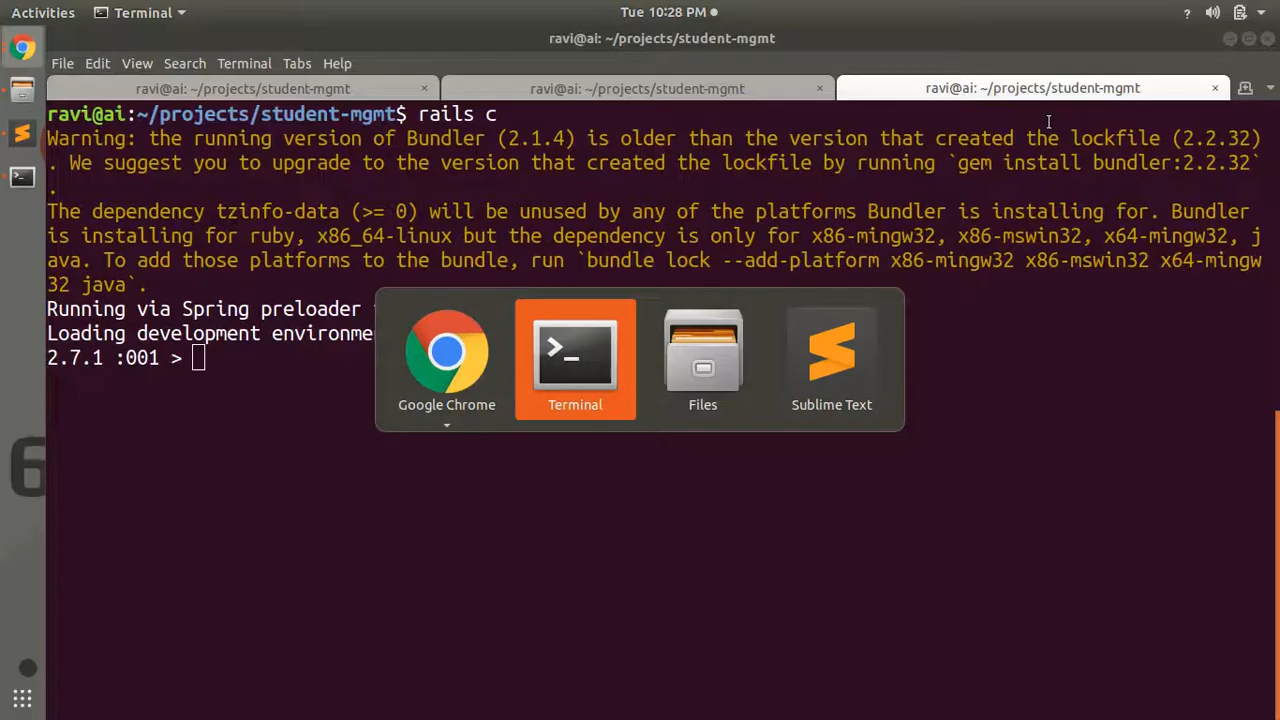 Activities Terminal Tue 10:28 PM ?
ravi@ai: ~/projects/student-mgmt
File Edit View Search Terminal Tabs Help
ravi@ai: ~/projects/student-mgmt × ravi@ai: ~/projects/student-mgmt × ravi@ai: ~/projects/student-mgmt ×
ravi@ai:~/projects/student-mgmt$ rails c
Warning: the running version of Bundler (2.1.4) is older than the version that created the lockfile (2.2.32)
. We suggest you to upgrade to the version that created the lockfile by running `gem install bundler:2.2.32`
.
The dependency tzinfo-data (>= 0) will be unused by any of the platforms Bundler is installing for. Bundler
is installing for ruby, x86_64-linux but the dependency is only for x86-mingw32, x86-mswin32, x64-mingw32, j
ava. To add those platforms to the bundle, run `bundle lock --add-platform x86-mingw32 x86-mswin32 x64-mingw
32 java`.
Running via Spring preloader
Loading development environme
2.7.1 :001 >
>_
Google Chrome Terminal Files Sublime Text
6